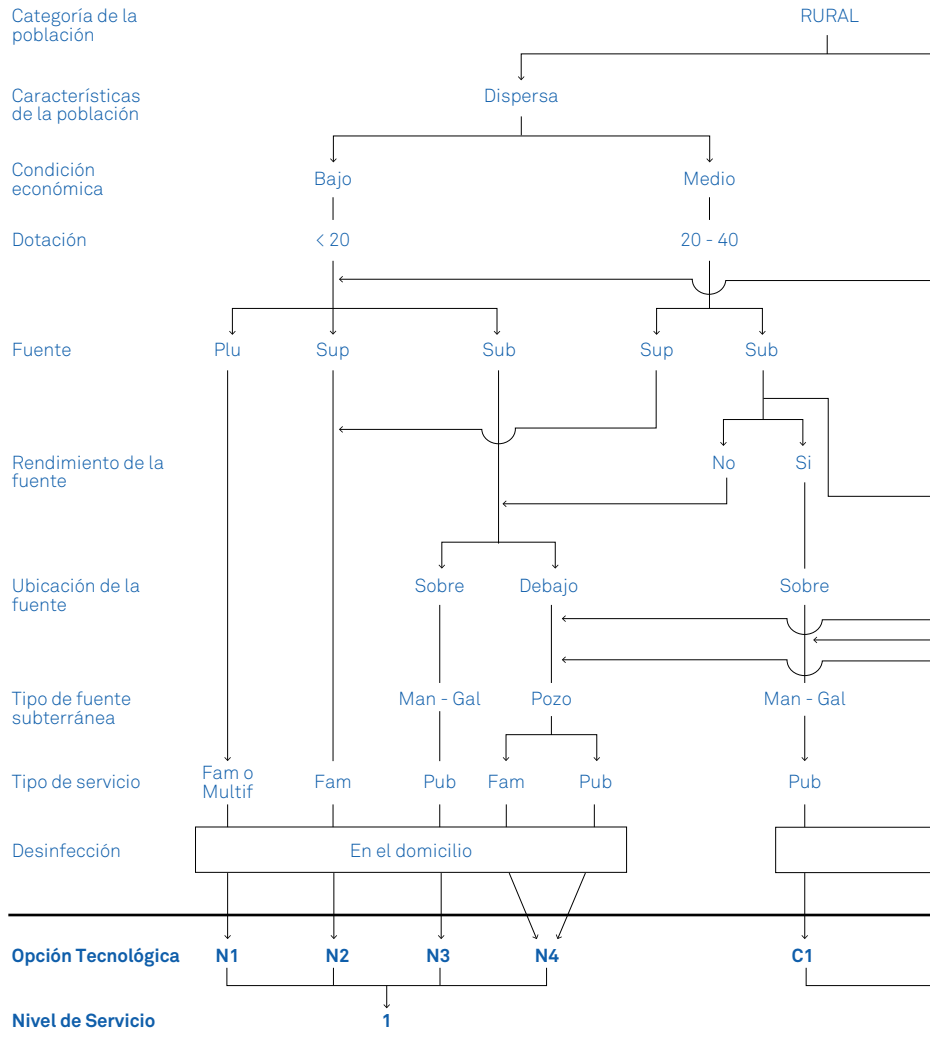 Categoría de la
población
RURAL
Características
de la población
Dispersa
Condición
económica
Bajo
Medio
Dotación
< 20
20 - 40
Fuente
Plu
Sup
Sub
Sup
Sub
Rendimiento de la
fuente
No
Si
Ubicación de la
fuente
Sobre
Debajo
Sobre
Tipo de fuente
subterránea
Man - Gal
Pozo
Man - Gal
Tipo de servicio
Fam o
Multif
Fam
Pub
Fam
Pub
Pub
Desinfección
En el domicilio
Opción Tecnológica
N1
N2
N3
N4
C1
Nivel de Servicio
1